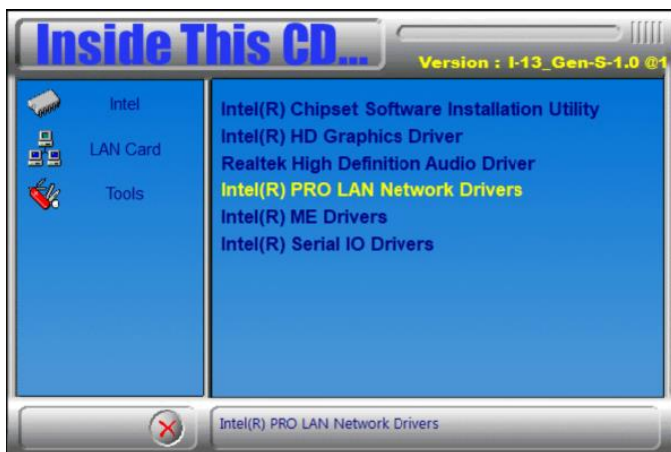 Inside This CD...
Version : I-13_Gen-S-1.0 @1
Intel
LAN Card
Tools
Intel(R) Chipset Software Installation Utility
Intel(R) HD Graphics Driver
Realtek High Definition Audio Driver
Intel(R) PRO LAN Network Drivers
Intel(R) ME Drivers
Intel(R) Serial IO Drivers
Intel(R) PRO LAN Network Drivers